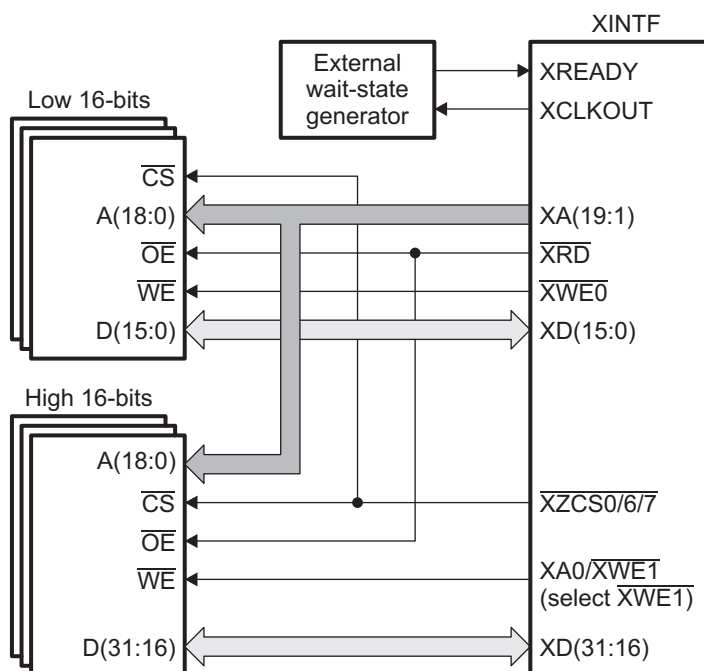 XINTF
External
wait-state
generator
XREADY
XCLKOUT
Low 16-bits
CS
A(18:0)
OE
WE
D(15:0)
XA(19:1)
XRD
XWE0
XD(15:0)
High 16-bits
A(18:0)
CS
OE
WE
D(31:16)
XZCS0/6/7
XA0/XWE1
(select XWE1)
XD(31:16)